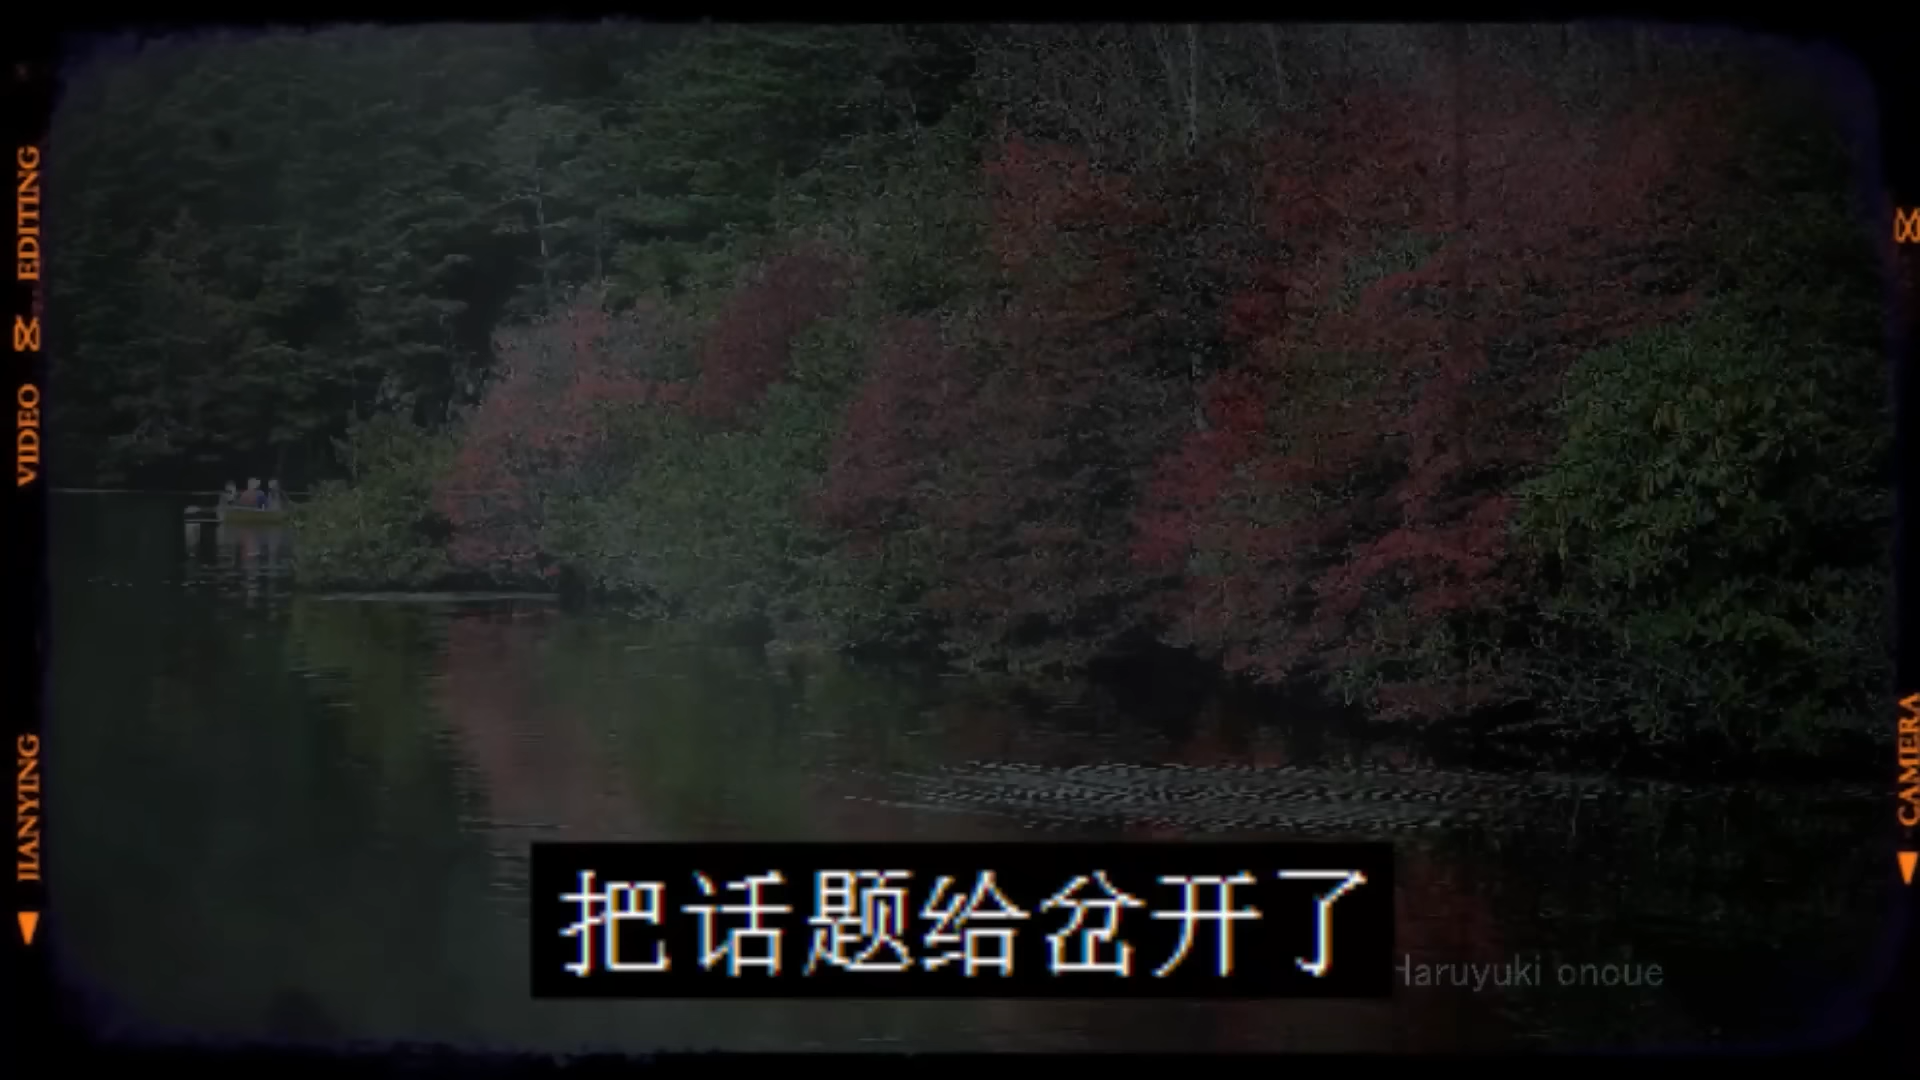 EDITING
VIDEO
JIANYING
CAMERA
把话题给岔开了
Haruyuki onoue